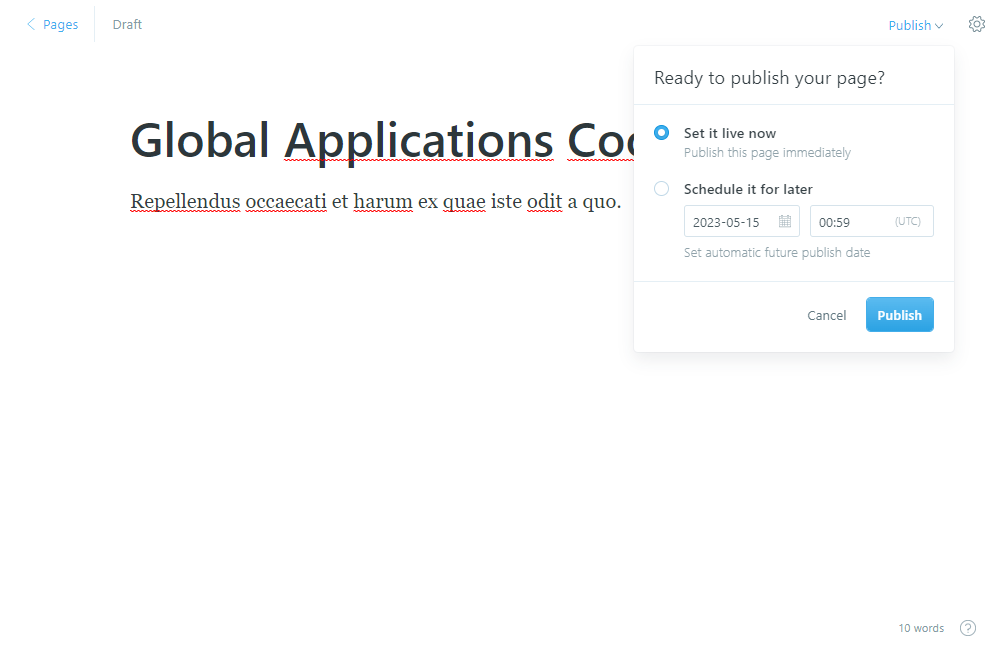 Pages
Draft
Publish
Ready to publish your page?
Global Applications
Set it live now
Publish this page immediately
Schedule it for later
Repellendus occaecati et harum ex quae iste odit a quo.
2023-05-15
00:59 (UTC)
Set automatic future publish date
Cancel
Publish
10 words
?